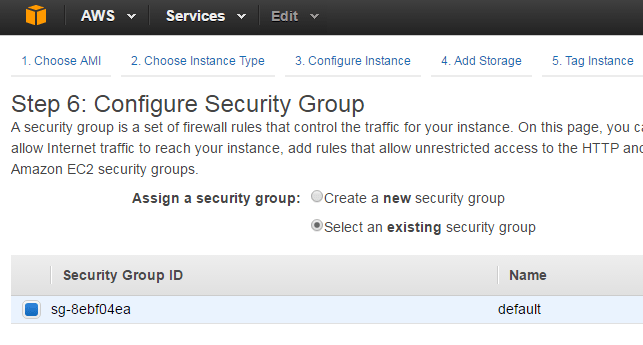 AWS Services Edit
1. Choose AMI 2. Choose Instance Type 3. Configure Instance 4. Add Storage 5. Tag Instance
Step 6: Configure Security Group
A security group is a set of firewall rules that control the traffic for your instance. On this page, you ca
allow Internet traffic to reach your instance, add rules that allow unrestricted access to the HTTP and
Amazon EC2 security groups.
Assign a security group: Create a new security group
Select an existing security group
Security Group ID Name
sg-8ebf04ea default